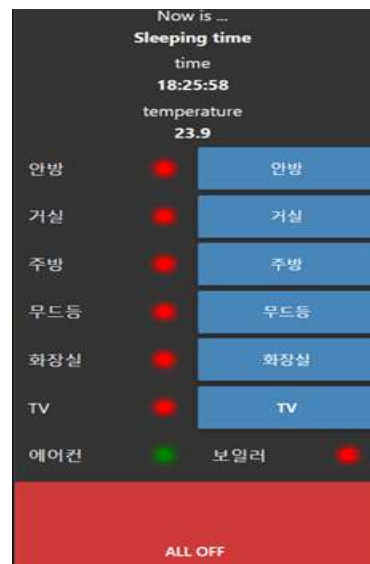 Now is ...
Sleeping time
time
18:25:58
temperature
23.9
안방 안방
거실 거실
주방 주방
무드등 무드등
화장실 화장실
TV TV
에어컨 보일러
ALL OFF